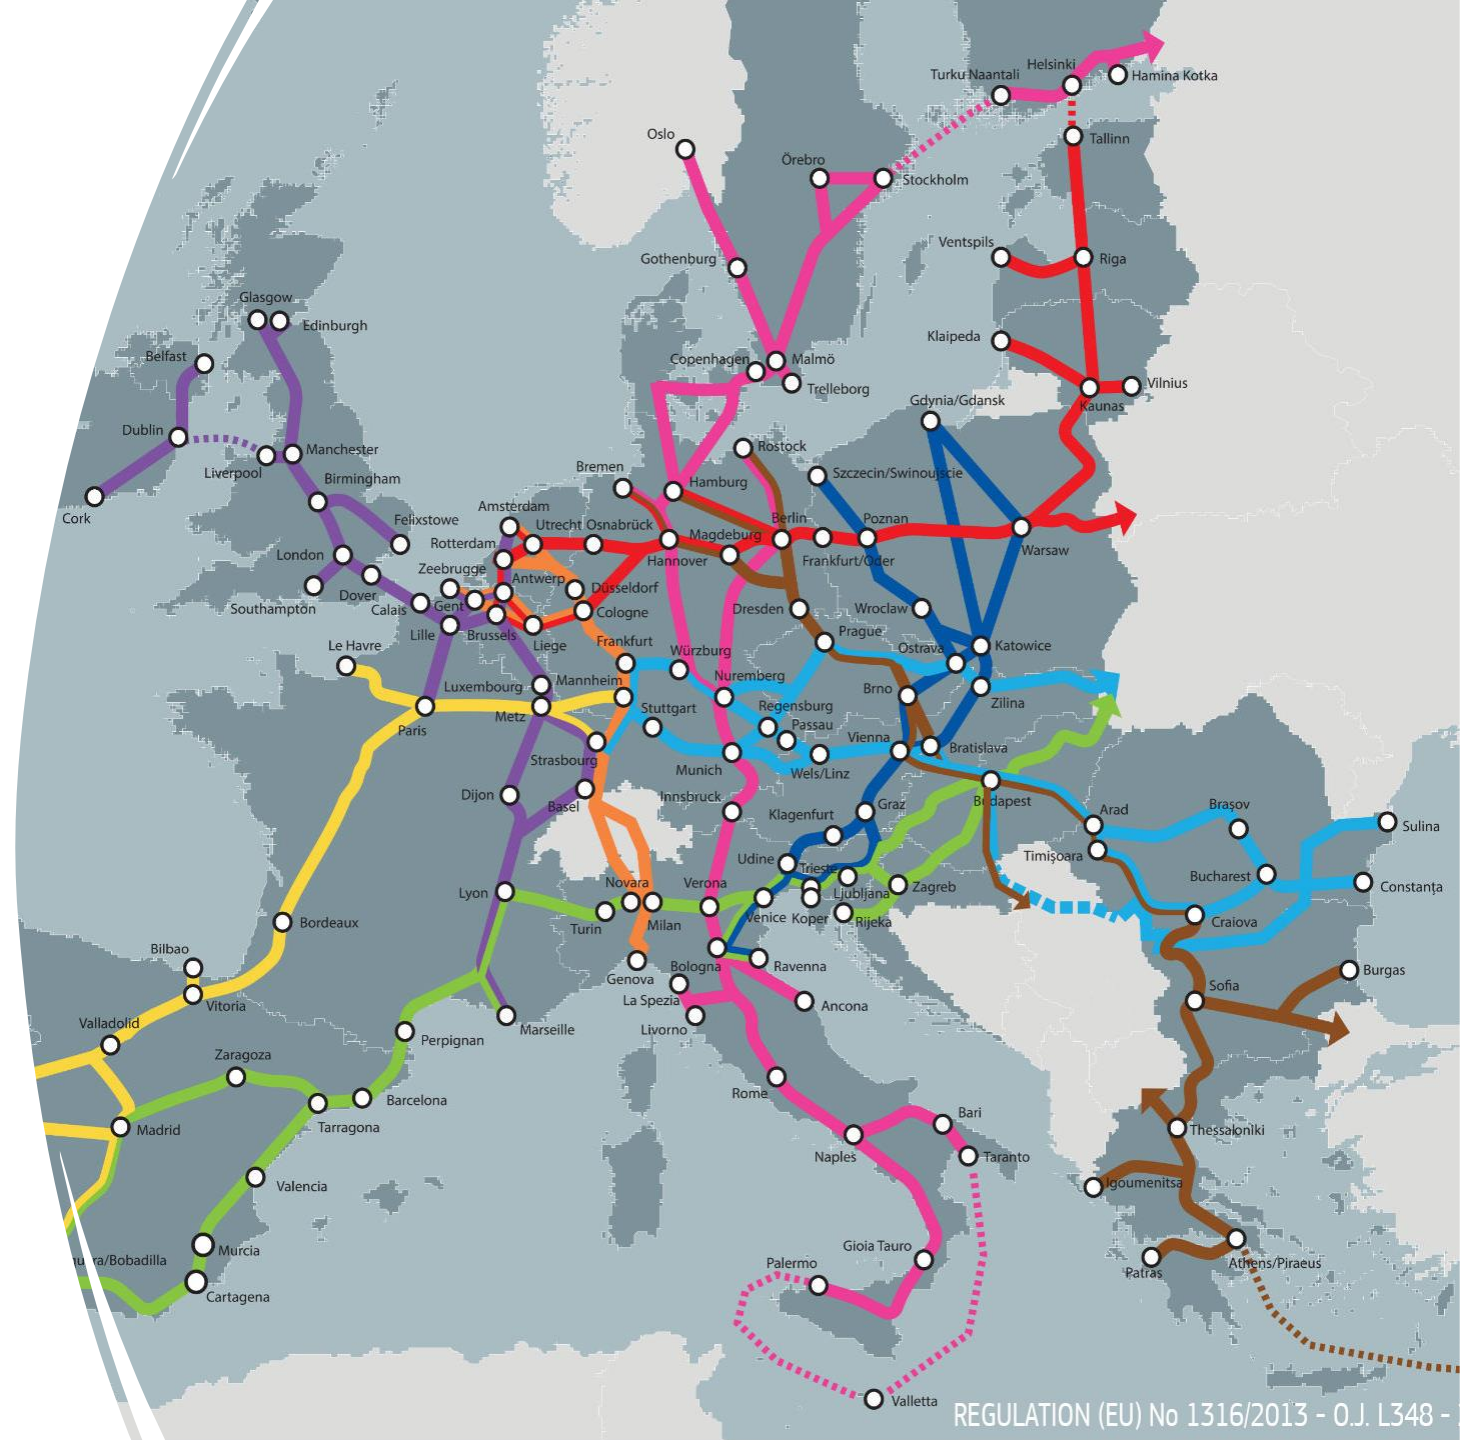 Helsinki
Turku Naantali
Hamina Kotka
Oslo
Tallinn
Örebro
Stockholm
Ventspils
Gothenburg
Riga
Glasgow
Edinburgh
Klaipeda
Belfast
Copenhagen
Malmö
Trelleborg
Vilnius
Gdynia/Gdansk
Kaunas
Dublin
Manchester
Rostock
Liverpool
Bremen
Szczecin/Swinoujscie
Birmingham
Hamburg
Cork
Amsterdam
Felixstowe
Utrecht
Osnabrück
Berlin
Poznan
Magdeburg
Rotterdam
London
Hannover
Frankfurt/Oder
Warsaw
Zeebrugge
Antwerp
Düsseldorf
Dover
Southampton
Calais
Gent
Cologne
Dresden
Wroclaw
Lille
Brussels
Liege
Prague
Le Havre
Frankfurt
Würzburg
Ostrava
Katowice
Luxembourg
Mannheim
Nuremberg
Brno
Zilina
Metz
Stuttgart
Regensburg
Paris
Passau
Vienna
Bratislava
Strasbourg
Munich
Wels/Linz
Dijon
Basel
Innsbruck
Graz
Budapest
Klagenfurt
Arad
Braşov
Sulina
Udine
Trieste
Timişoara
Lyon
Novara
Verona
Ljubljana
Zagreb
Bucharest
Constanța
Bordeaux
Turin
Milan
Venice
Koper
Rijeka
Craiova
Bilbao
Genova
Bologna
Ravenna
Burgas
Vitoria
La Spezia
Ancona
Sofia
Valladolid
Livorno
Marseille
Perpignan
Zaragoza
Rome
Barcelona
Madrid
Tarragona
Bari
Thessaloniki
Naples
Taranto
Valencia
Igoumenitsa
Murcia
Gioia Tauro
/Bobadilla
Palermo
Patras
Athens/Piraeus
Cartagena
Valletta
REGULATION (EU) No 1316/2013 - O.J. L348 -